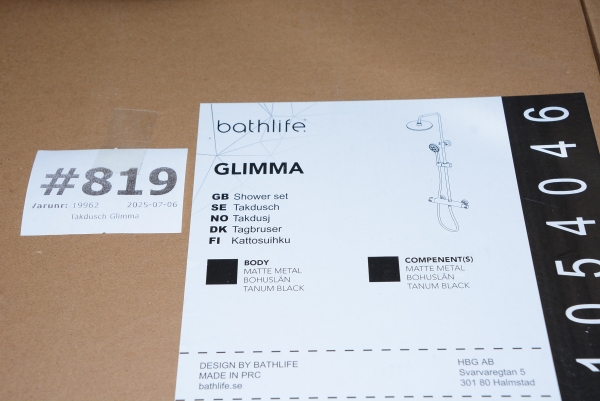 #819
Varunr: 19962 2025-07-06
Takdusch Glimma
bathlife
GLIMMA
GB Shower set
SE Takdusch
NO Takdusj
DK Tagbruser
FI Kattosuihku
BODY
MATTE METAL
BOHUSLÄN
TANUM BLACK
COMPENENT(S)
MATTE METAL
BOHUSLÄN
TANUM BLACK
DESIGN BY BATHLIFE
MADE IN PRC
bathlife.se
HBG AB
Svarvaregtan 5
301 80 Halmstad
1054046